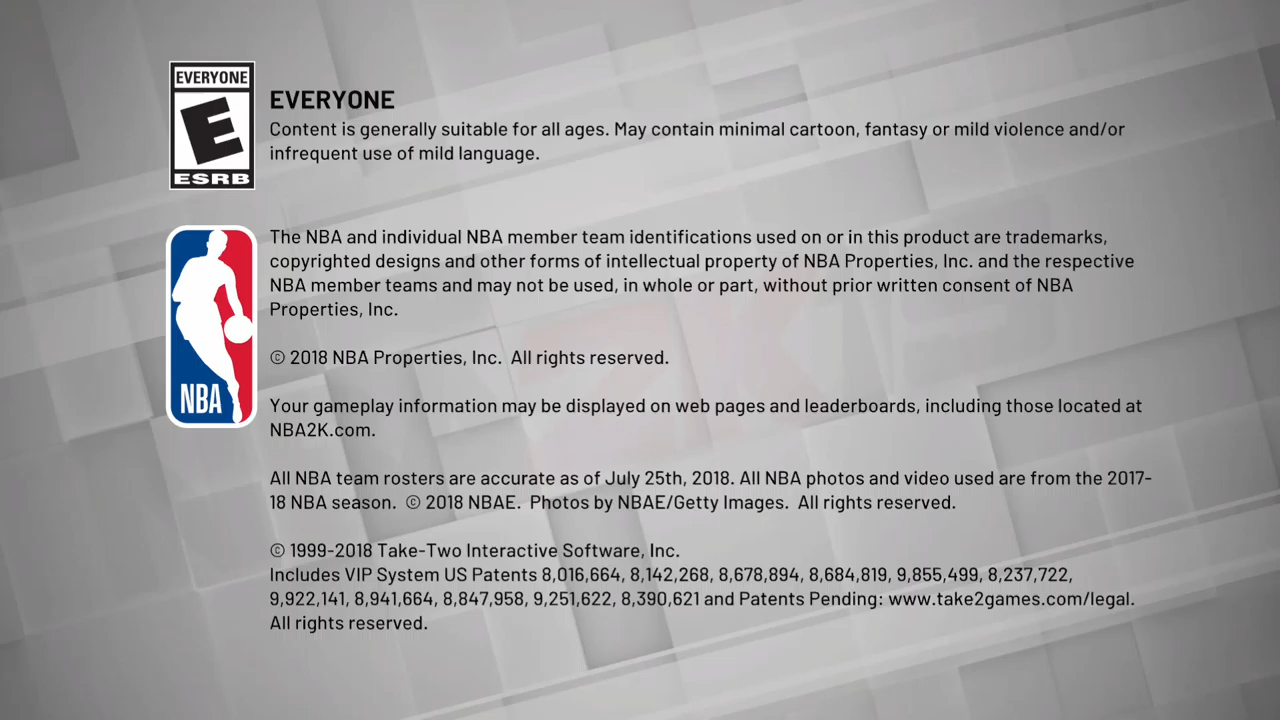 EVERYONE
E
ESRB
EVERYONE
Content is generally suitable for all ages. May contain minimal cartoon, fantasy or mild violence and/or
infrequent use of mild language.
The NBA and individual NBA member team identifications used on or in this product are trademarks,
copyrighted designs and other forms of intellectual property of NBA Properties, Inc. and the respective
NBA member teams and may not be used, in whole or part, without prior written consent of NBA
Properties, Inc.
NBA
© 2018 NBA Properties, Inc.  All rights reserved.
Your gameplay information may be displayed on web pages and leaderboards, including those located at
NBA2K.com.
All NBA team rosters are accurate as of July 25th, 2018. All NBA photos and video used are from the 2017-
18 NBA season.  © 2018 NBAE.  Photos by NBAE/Getty Images.  All rights reserved.
© 1999-2018 Take-Two Interactive Software, Inc.
Includes VIP System US Patents 8,016,664, 8,142,268, 8,678,894, 8,684,819, 9,855,499, 8,237,722,
9,922,141, 8,941,664, 8,847,958, 9,251,622, 8,390,621 and Patents Pending: www.take2games.com/legal.
All rights reserved.
2K19